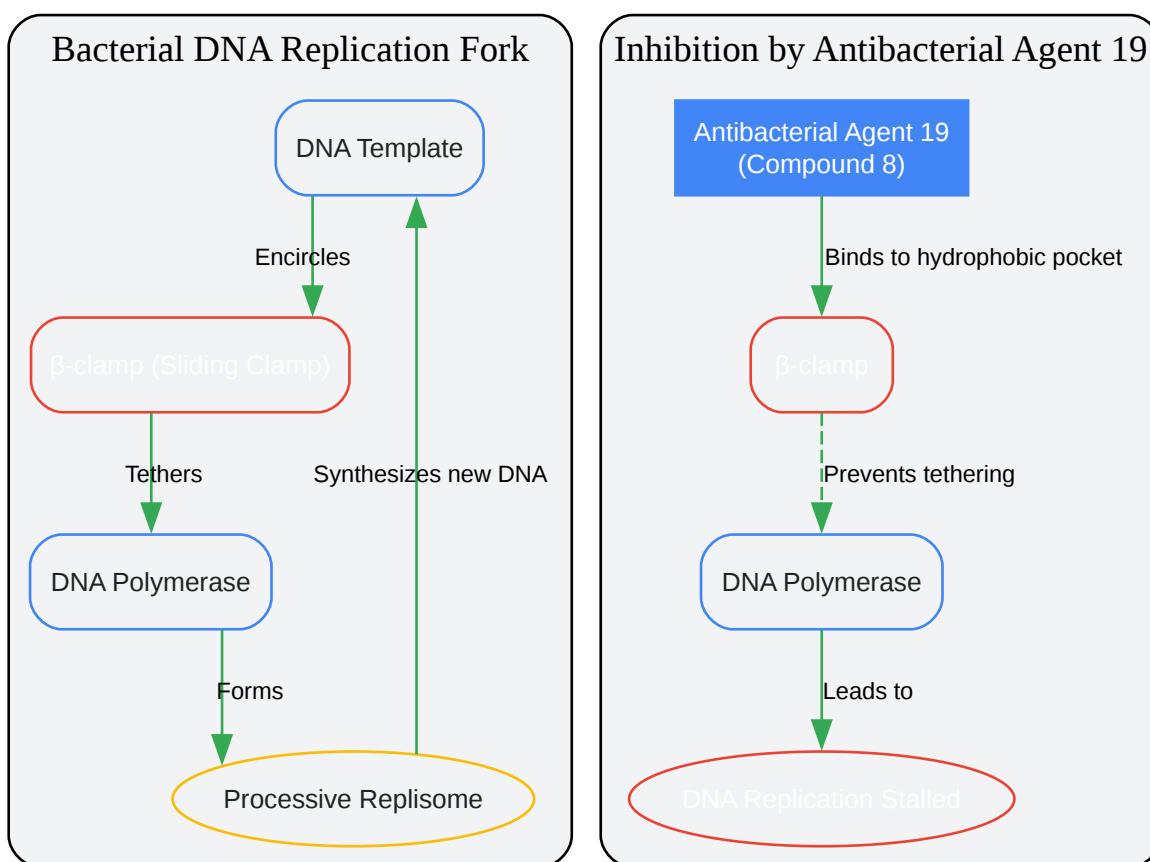 Bacterial DNA Replication Fork
DNA Template
Encircles
β-clamp (Sliding Clamp)
Tethers
Synthesizes new DNA
DNA Polymerase
Forms
Processive Replisome
Inhibition by Antibacterial Agent 19
Antibacterial Agent 19
(Compound 8)
Binds to hydrophobic pocket
β-clamp
Prevents tethering
DNA Polymerase
Leads to
DNA Replication Stalled